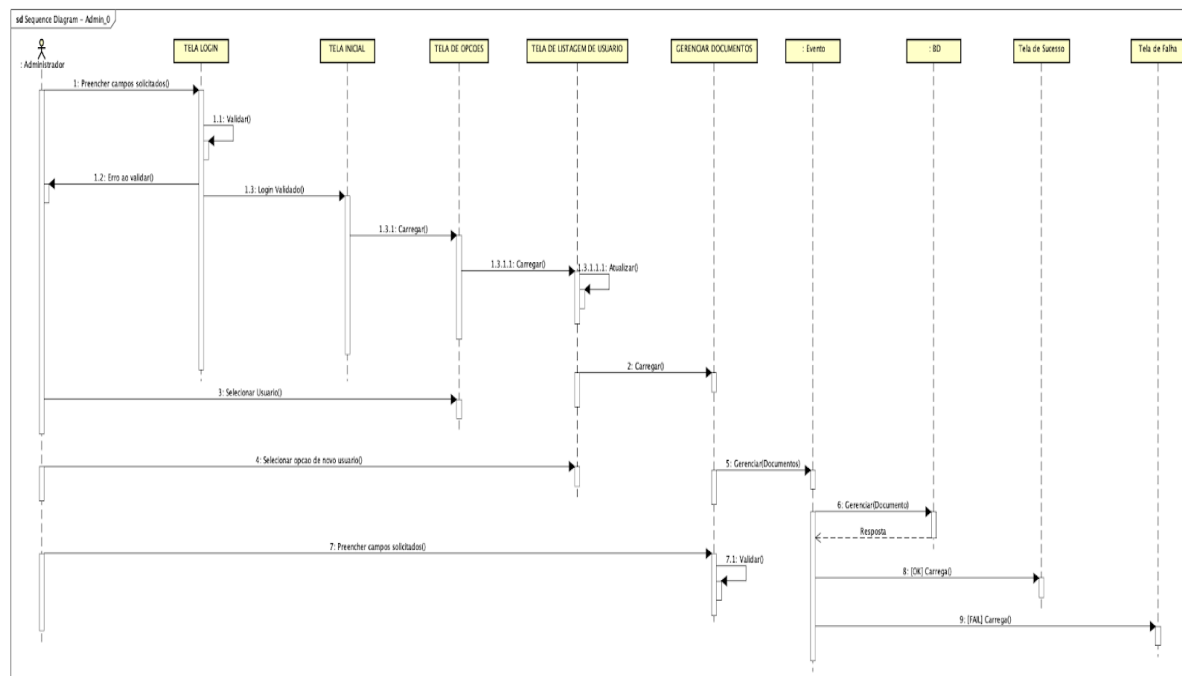 sd Sequence Diagram - Admin_0
: Administrador
TELA LOGIN
TELA INICIAL
TELA DE OPCOES
TELA DE LISTAGEM DE USUARIO
GERENCIAR DOCUMENTOS
: Evento
: BD
Tela de Sucesso
Tela de Falha
1: Preencher campos solicitados()
1.1: Validar()
1.2: Erro ao validar()
1.3: Login Validado()
1.3.1: Carregar()
1.3.1.1: Carregar()
1.3.1.1.1: Atualizar()
2: Carregar()
3: Selecionar Usuario()
4: Selecionar opcao de novo usuario()
5: Gerenciar(Documentos)
6: Gerenciar(Documento)
Resposta
7: Preencher campos solicitados()
7.1: Validar()
8: [OK] Carrega()
9: [FAIL] Carrega()